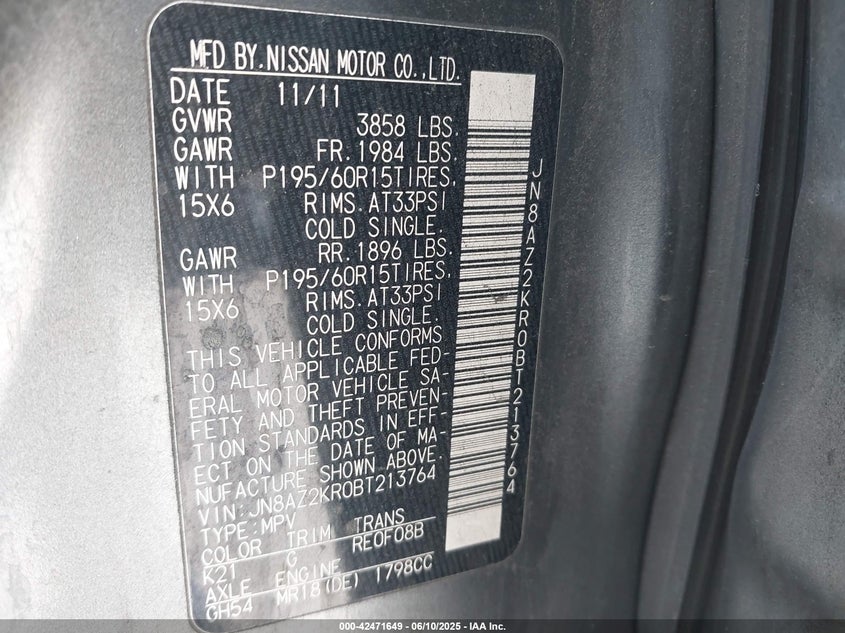 MFD BY.NISSAN MOTOR CO.,LTD.
DATE 11/11
GVWR 3858 LBS.
GAWR FR.1984 LBS.
WITH P195/60R15TIRES,
15X6 RIMS.AT33PSI
COLD SINGLE.
GAWR RR.1896 LBS.
WITH P195/60R15TIRES,
15X6 RIMS.AT33PSI
COLD SINGLE.
THIS VEHICLE CONFORMS
TO ALL APPLICABLE FED-
ERAL MOTOR VEHICLE SA-
FETY AND THEFT PREVEN-
TION STANDARDS IN EFF-
ECT ON THE DATE OF MA-
NUFACTURE SHOWN ABOVE.
VIN:JN8AZ2KR0BT213764
TYPE:MPV
COLOR TRIM TRANS
K21 G RE0F08B
AXLE ENGINE
GH54 MR18(DE) 1798CC
JN8AZ2KR0BT213764
000-42471649 - 06/10/2025 - IAA Inc.